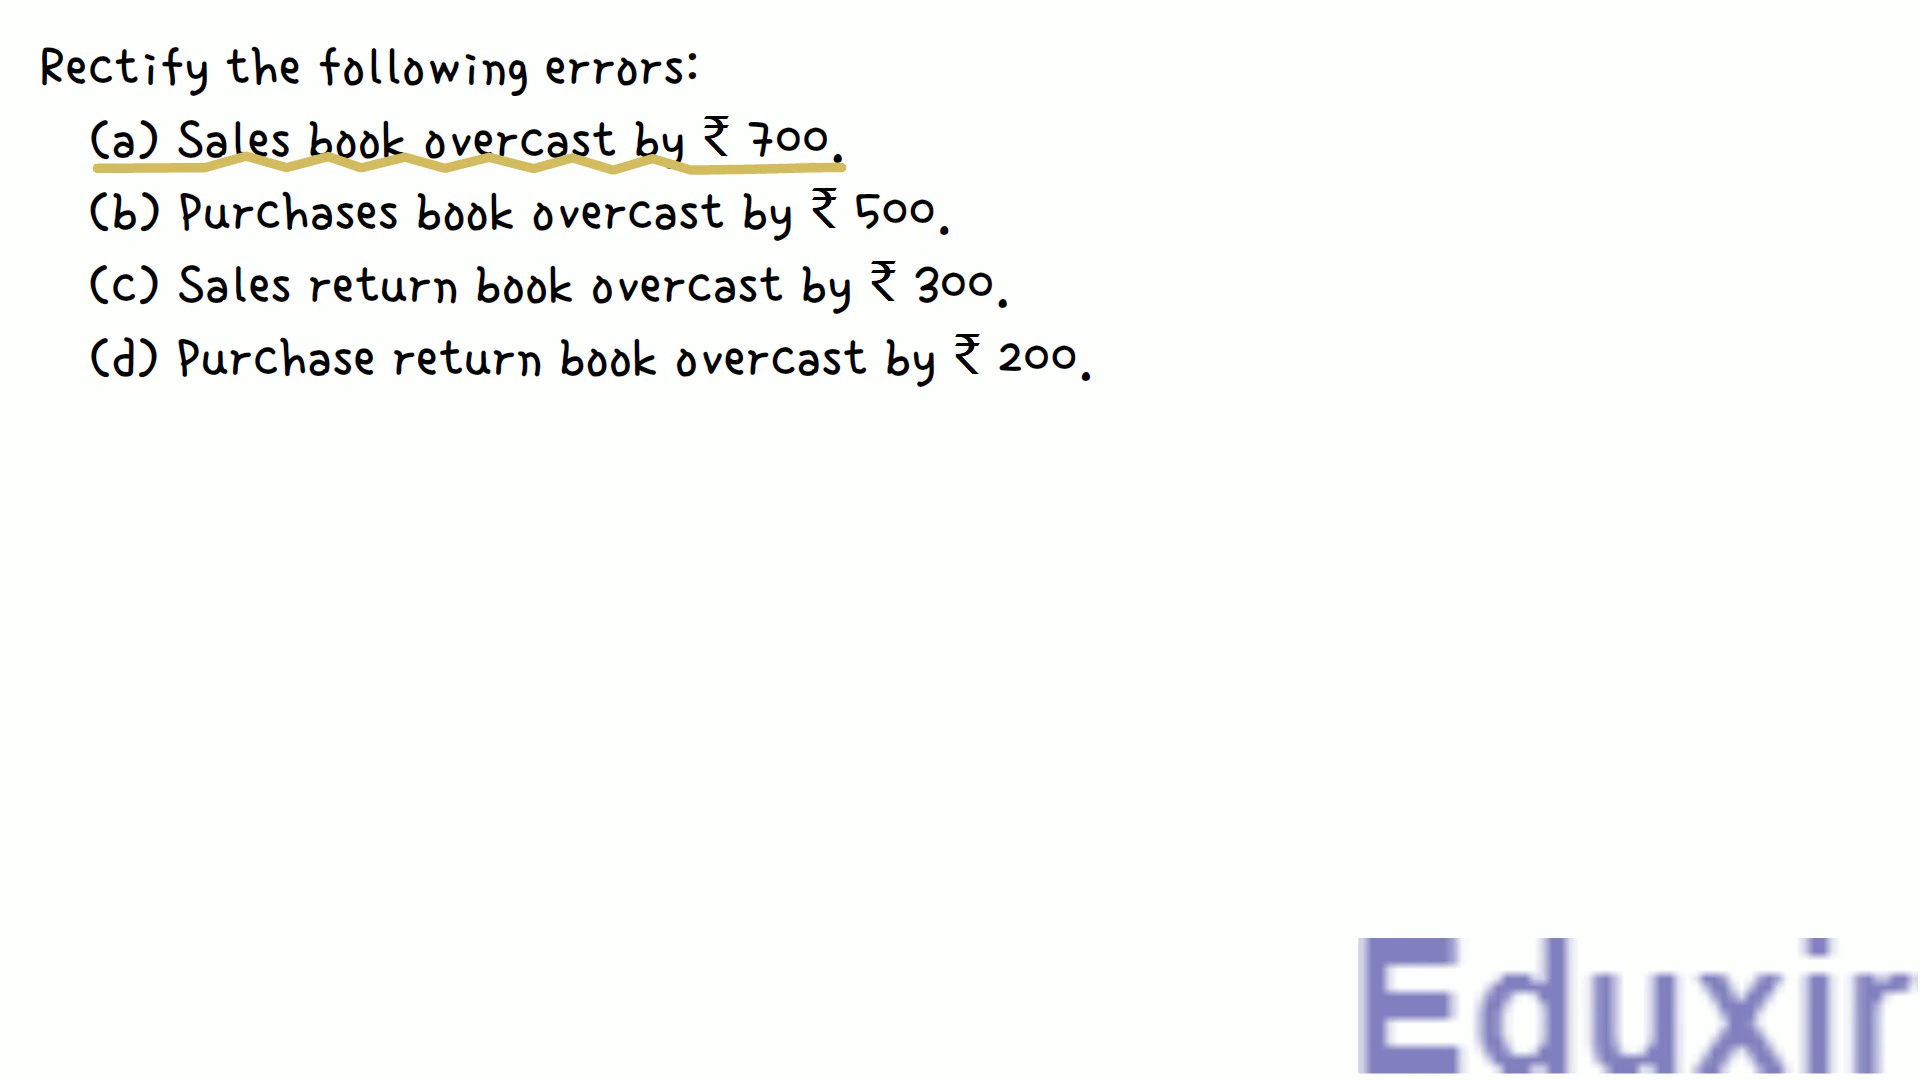 Rectify the following errors:
(a) Sales book overcast by ₹ 700.
(b) Purchases book overcast by ₹ 500.
(c) Sales return book overcast by ₹ 300.
(d) Purchase return book overcast by ₹ 200.
Eduxir